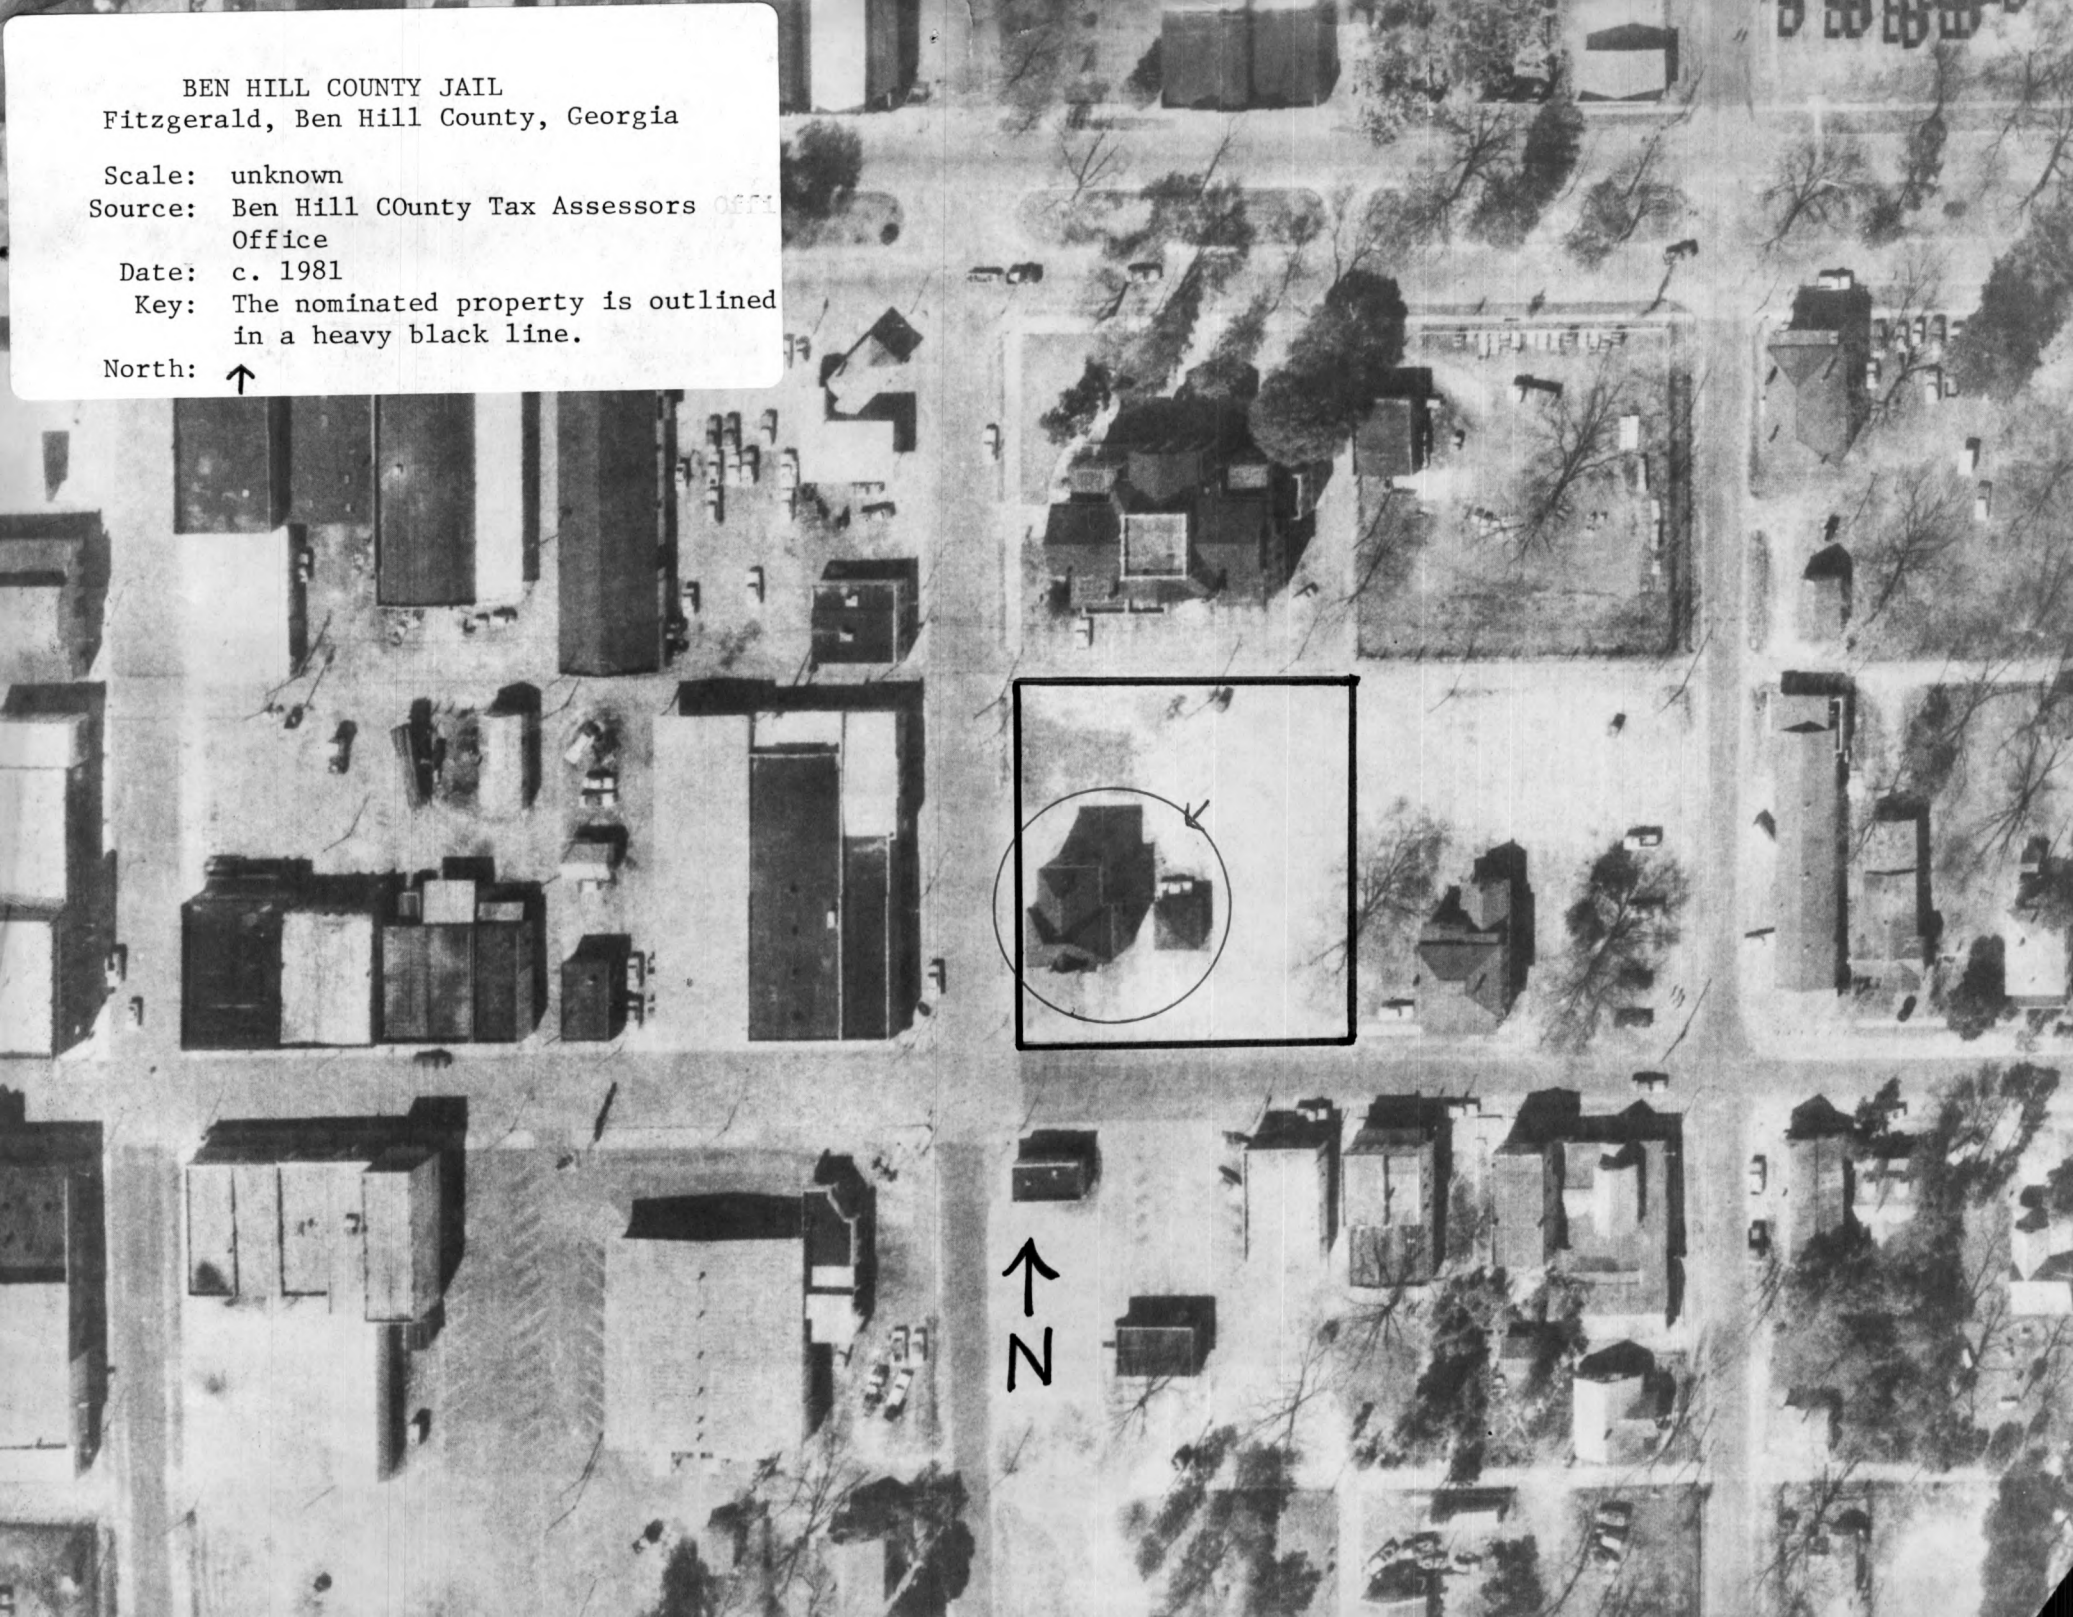 BEN HILL COUNTY JAIL
Fitzgerald, Ben Hill County, Georgia
Scale: unknown
Source: Ben Hill COunty Tax Assessors Offi
Office
Date: c. 1981
Key: The nominated property is outlined
in a heavy black line.
North: ↑
N